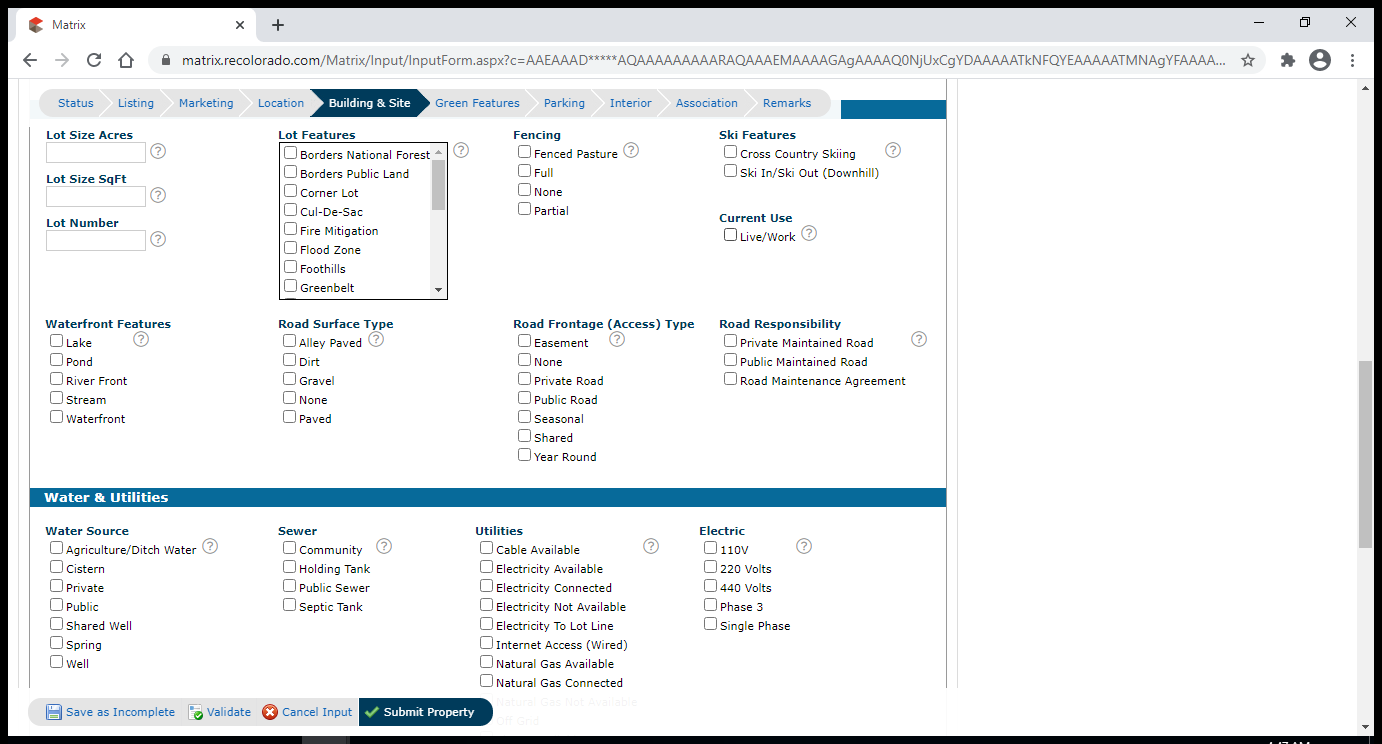 Matrix
matrix.recolorado.com/Matrix/Input/InputForm.aspx?c=AAEAAAD*****AQAAAAAAAAARAQAAAEMAAAAGAgAAAAQ0NjUxCgYDAAAAATkNFQYEAAAAATMNAgYFAAAA...
Status Listing Marketing Location Building & Site Green Features Parking Interior Association Remarks
Lot Size Acres
Lot Size SqFt
Lot Number
Lot Features
Borders National Forest
Borders Public Land
Corner Lot
Cul-De-Sac
Fire Mitigation
Flood Zone
Foothills
Greenbelt
Fencing
Fenced Pasture
Full
None
Partial
Ski Features
Cross Country Skiing
Ski In/Ski Out (Downhill)
Current Use
Live/Work
Waterfront Features
Lake
Pond
River Front
Stream
Waterfront
Road Surface Type
Alley Paved
Dirt
Gravel
None
Paved
Road Frontage (Access) Type
Easement
None
Private Road
Public Road
Seasonal
Shared
Year Round
Road Responsibility
Private Maintained Road
Public Maintained Road
Road Maintenance Agreement
Water & Utilities
Water Source
Agriculture/Ditch Water
Cistern
Private
Public
Shared Well
Spring
Well
Sewer
Community
Holding Tank
Public Sewer
Septic Tank
Utilities
Cable Available
Electricity Available
Electricity Connected
Electricity Not Available
Electricity To Lot Line
Internet Access (Wired)
Natural Gas Available
Natural Gas Connected
Natural Gas Not Available
Off Grid
Electric
110V
220 Volts
440 Volts
Phase 3
Single Phase
Save as Incomplete Validate Cancel Input Submit Property